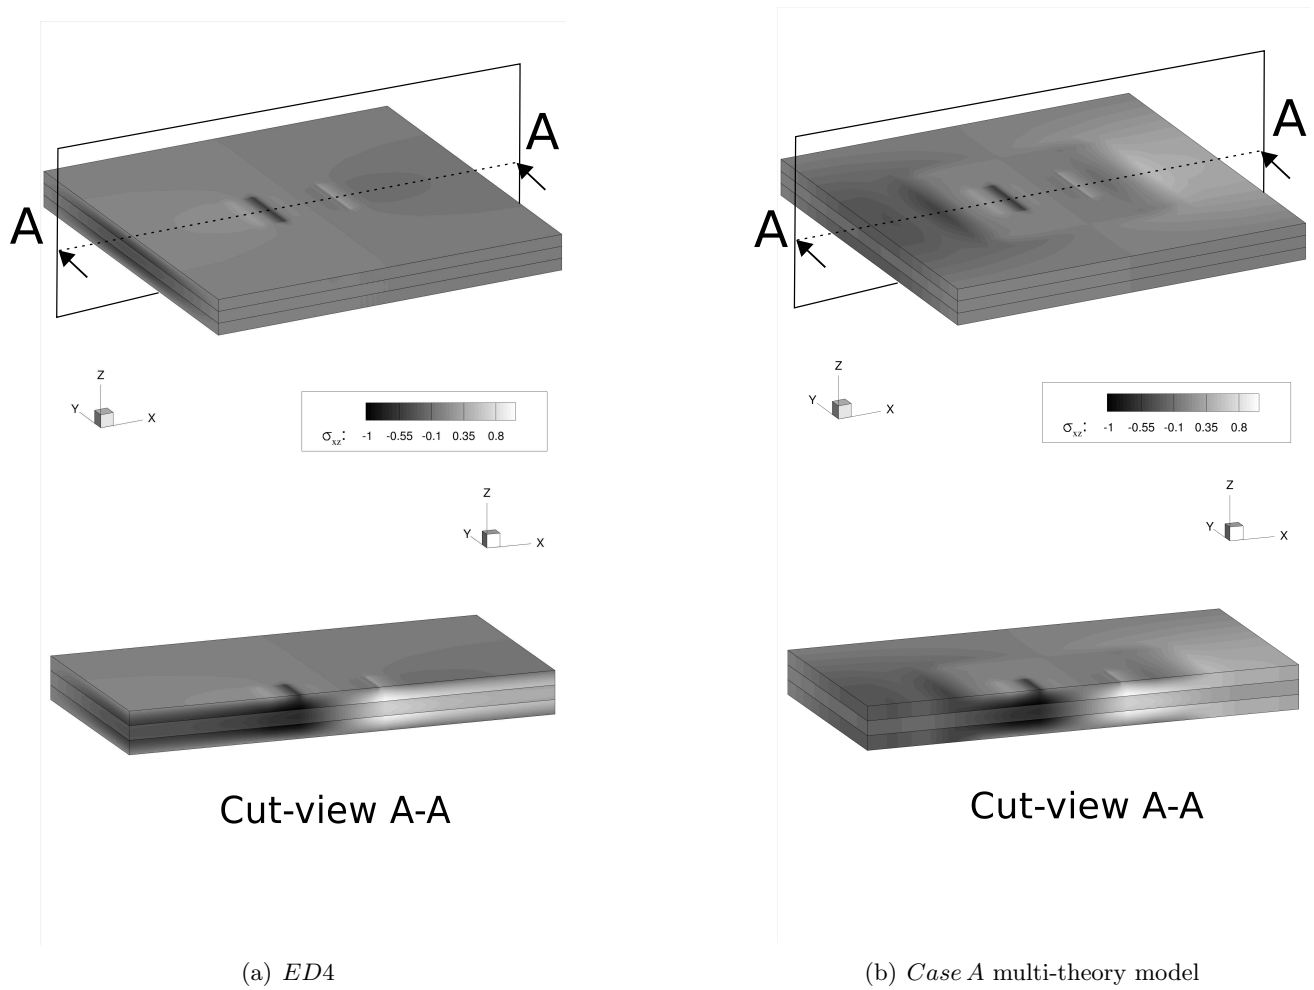 A
A
Z
Y
X
σxz:
-1 -0.55 -0.1 0.35 0.8
Z
Y
X
Cut-view A-A
(a) ED4
A
A
Z
Y
X
σxz:
-1 -0.55 -0.1 0.35 0.8
Z
Y
X
Cut-view A-A
(b) Case A multi-theory model